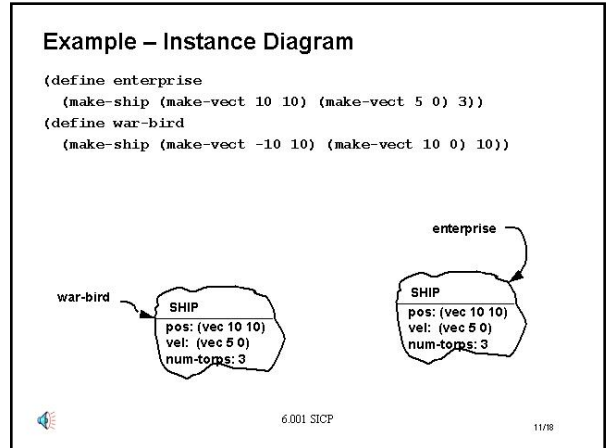 Example – Instance Diagram
(define enterprise
(make-ship (make-vect 10 10) (make-vect 5 0) 3))
(define war-bird
(make-ship (make-vect -10 10) (make-vect 10 0) 10))
enterprise
SHIP
pos: (vec 10 10)
vel: (vec 5 0)
num-torps: 3
war-bird
SHIP
pos: (vec 10 10)
vel: (vec 5 0)
num-torps: 3
6.001 SICP
11/18